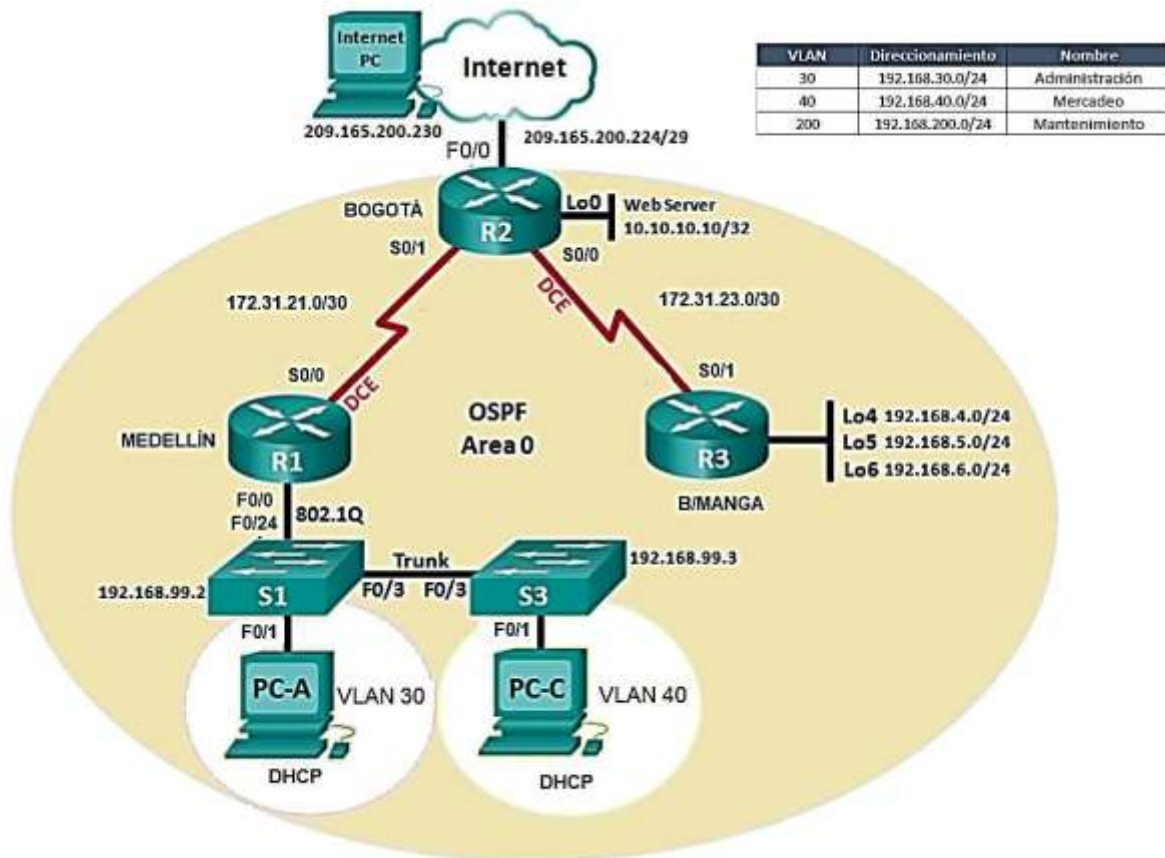 Internet
PC
Internet
209.165.200.230
209.165.200.224/29
F0/0
VLAN Direccionamiento Nombre
30 192.168.30.0/24 Administración
40 192.168.40.0/24 Mercadeo
200 192.168.200.0/24 Mantenimiento
BOGOTÀ
R2
Lo0
Web Server
10.10.10.10/32
S0/1
S0/0
DCE
172.31.21.0/30
172.31.23.0/30
S0/0
DCE
S0/1
OSPF
Area 0
MEDELLÍN
R1
R3
B/MANGA
Lo4 192.168.4.0/24
Lo5 192.168.5.0/24
Lo6 192.168.6.0/24
F0/0
F0/24
802.1Q
Trunk
192.168.99.3
192.168.99.2
S1
F0/3
F0/3
S3
F0/1
F0/1
PC-A
VLAN 30
PC-C
VLAN 40
DHCP
DHCP